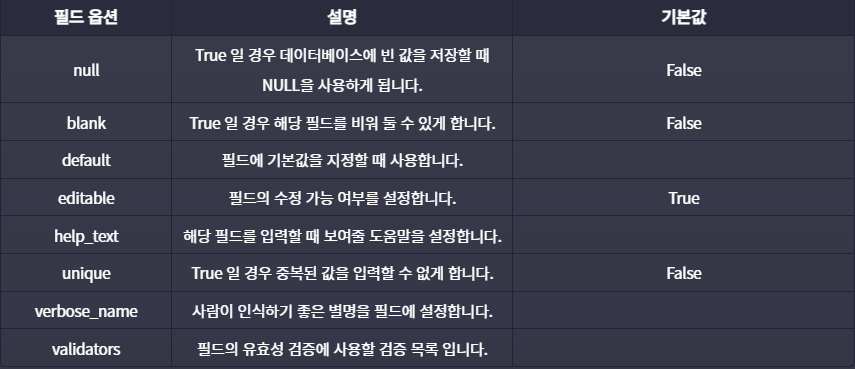 필드 옵션 설명 기본값
null True 일 경우 데이터베이스에 빈 값을 저장할 때 False
NULL을 사용하게 됩니다.
blank True 일 경우 해당 필드를 비워 둘 수 있게 합니다. False
default 필드에 기본값을 지정할 때 사용합니다.
editable 필드의 수정 가능 여부를 설정합니다. True
help_text 해당 필드를 입력할 때 보여줄 도움말을 설정합니다.
unique True 일 경우 중복된 값을 입력할 수 없게 합니다. False
verbose_name 사람이 인식하기 좋은 별명을 필드에 설정합니다.
validators 필드의 유효성 검증에 사용할 검증 목록 입니다.